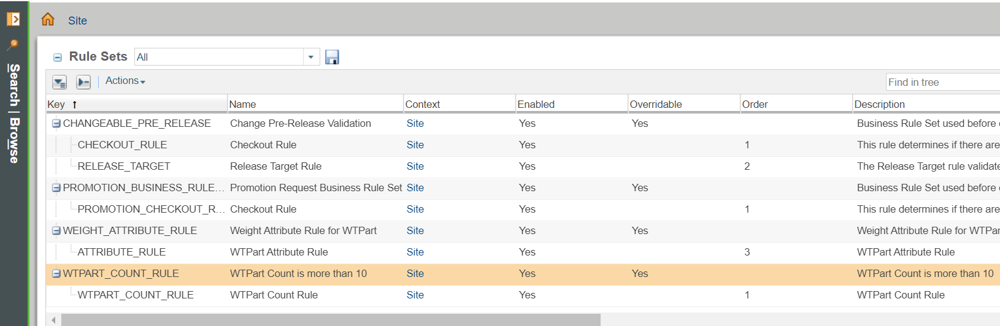 Site
Search | Browse
Rule Sets All
Actions Find in tree
Key Name Context Enabled Overridable Order Description
CHANGEABLE_PRE_RELEASE Change Pre-Release Validation Site Yes Yes Business Rule Set used before
CHECKOUT_RULE Checkout Rule Site Yes 1 This rule determines if there are
RELEASE_TARGET Release Target Rule Site Yes 2 The Release Target rule validate
PROMOTION_BUSINESS_RULE... Promotion Request Business Rule Set Site Yes Yes Business Rule Set used before
PROMOTION_CHECKOUT_R... Checkout Rule Site Yes 1 This rule determines if there are
WEIGHT_ATTRIBUTE_RULE Weight Attribute Rule for WTPart Site Yes Yes Weight Attribute Rule for WTPar
ATTRIBUTE_RULE WTPart Attribute Rule Site Yes 3 WTPart Attribute Rule
WTPART_COUNT_RULE WTPart Count is more than 10 Site Yes Yes WTPart Count is more than 10
WTPART_COUNT_RULE WTPart Count Rule Site Yes 1 WTPart Count Rule